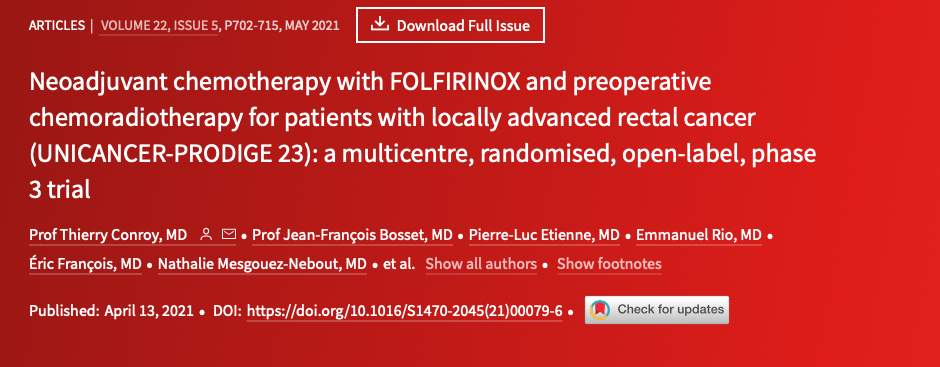 ARTICLES | VOLUME 22, ISSUE 5, P702-715, MAY 2021 Download Full Issue
Neoadjuvant chemotherapy with FOLFIRINOX and preoperative
chemoradiotherapy for patients with locally advanced rectal cancer
(UNICANCER-PRODIGE 23): a multicentre, randomised, open-label, phase
3 trial
Prof Thierry Conroy, MD • Prof Jean-François Bosset, MD • Pierre-Luc Etienne, MD • Emmanuel Rio, MD •
Éric François, MD • Nathalie Mesgouez-Nebout, MD • et al. Show all authors • Show footnotes
Published: April 13, 2021 • DOI: https://doi.org/10.1016/S1470-2045(21)00079-6 • Check for updates